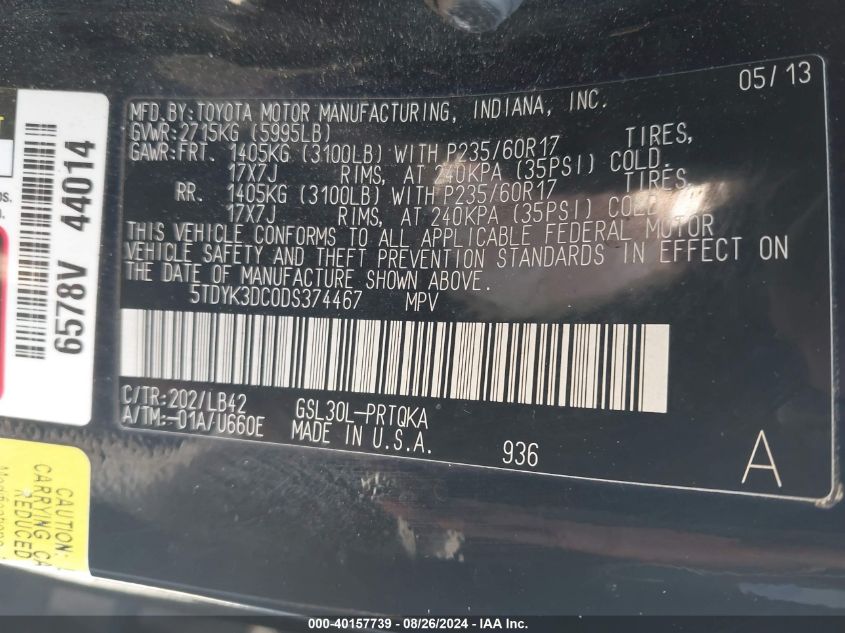 05/13
MFD.BY:TOYOTA MOTOR MANUFACTURING, INDIANA, INC.
GVWR:2715KG (5995LB)
GAWR:FRT. 1405KG (3100LB) WITH P235/60R17 TIRES,
17X7J RIMS, AT 240KPA (35PSI) COLD.
RR. 1405KG (3100LB) WITH P235/60R17 TIRES,
17X7J RIMS, AT 240KPA (35PSI) COLD.
THIS VEHICLE CONFORMS TO ALL APPLICABLE FEDERAL MOTOR
VEHICLE SAFETY AND THEFT PREVENTION STANDARDS IN EFFECT ON
THE DATE OF MANUFACTURE SHOWN ABOVE.
5TDYK3DC0DS374467 MPV
C/TR:202/LB42 GSL30L-PRTQKA
A/TM:-01A/U660E MADE IN U.S.A.
936
A
6578V 44014
CAUTION:
CARRYING CA
REDUCED
000-40157739 - 08/26/2024 - IAA Inc.